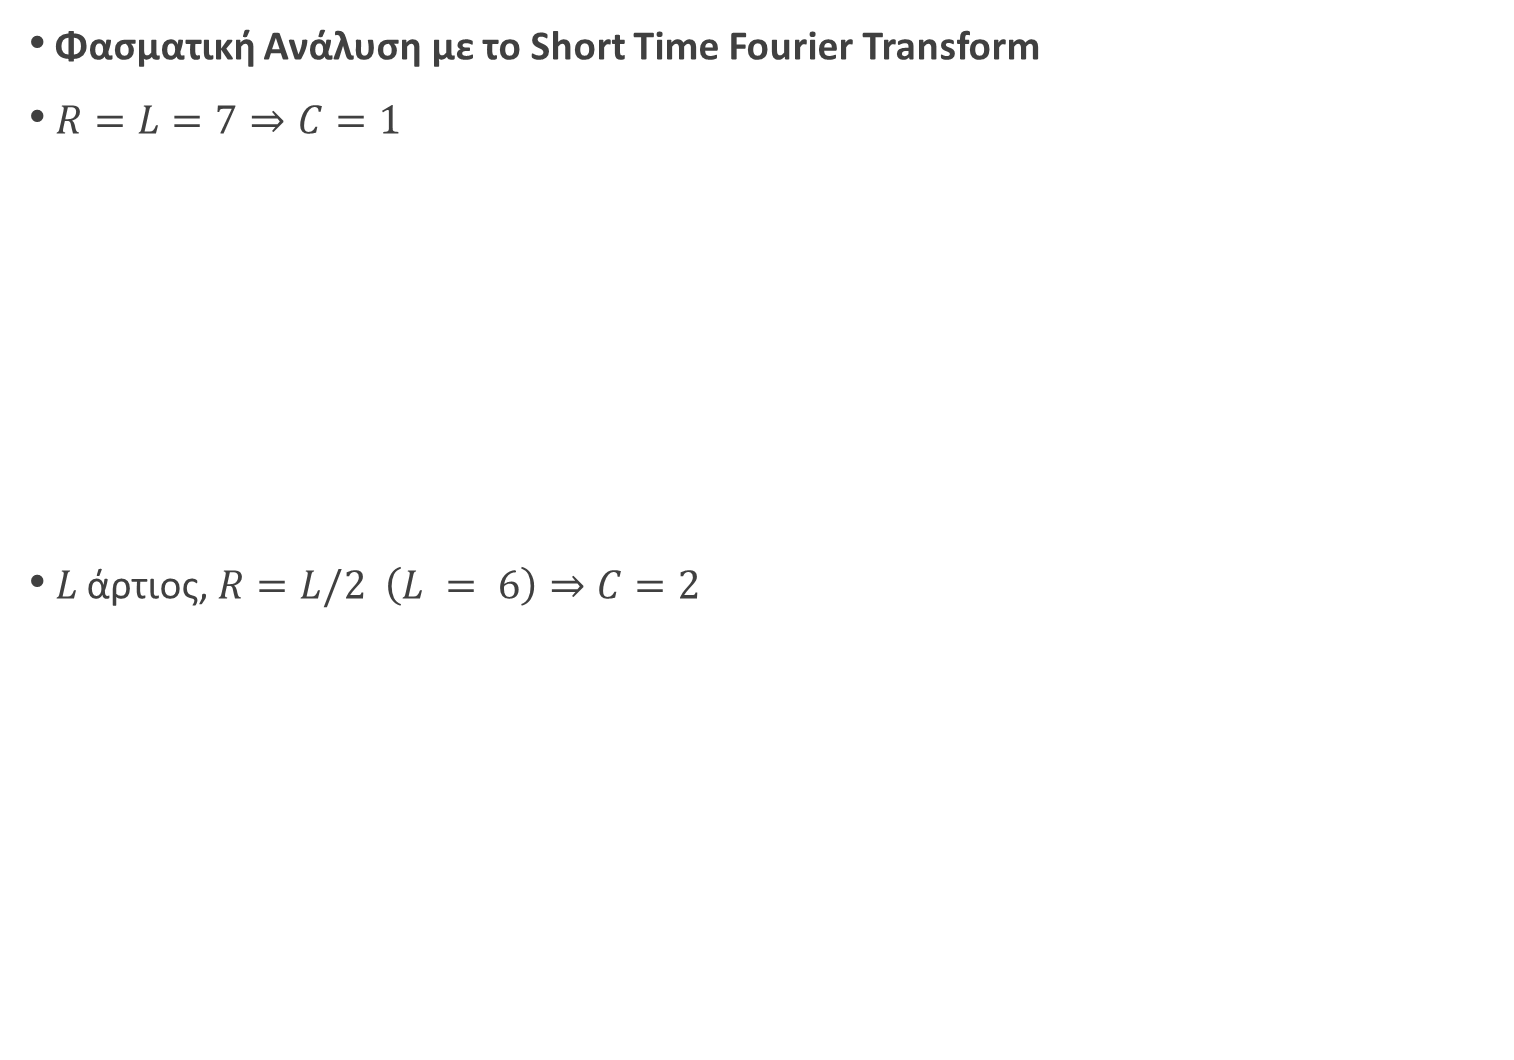 • Φασματική Ανάλυση με το Short Time Fourier Transform
• R = L = 7 ⇒ C = 1
• L άρτιος, R = L/2 (L = 6) ⇒ C = 2